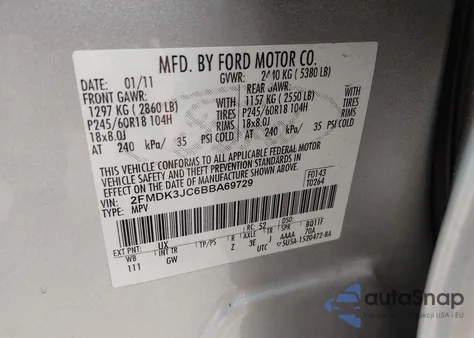 MFD. BY FORD MOTOR CO.
DATE: 01/11 GVWR: 2440 KG ( 5380 LB)
FRONT GAWR: REAR GAWR:
1297 KG ( 2860 LB) 1157 KG ( 2550 LB)
P245/60R18 104H P245/60R18 104H
18x8.0J RIMS 18x8.0J RIMS
AT 240 kPa/ 35 PSI COLD AT 240 kPa/ 35 PSI COLD
THIS VEHICLE CONFORMS TO ALL APPLICABLE FEDERAL MOTOR VEHICLE
SAFETY AND THEFT PREVENTION STANDARDS IN EFFECT ON THE DATE OF
MANUFACTURE SHOWN ABOVE.
VIN: 2FMDK3JC6BBA69729 F0143
TYPE: MPV T0264
EXT PNT: UX RC: 52 DSO:
WB INT TR TP/PS R AXLE TR SPR B011F
111 GW Z 3E J AAAA 70A
UTC 5U5A-1520472-BA
autoSnap